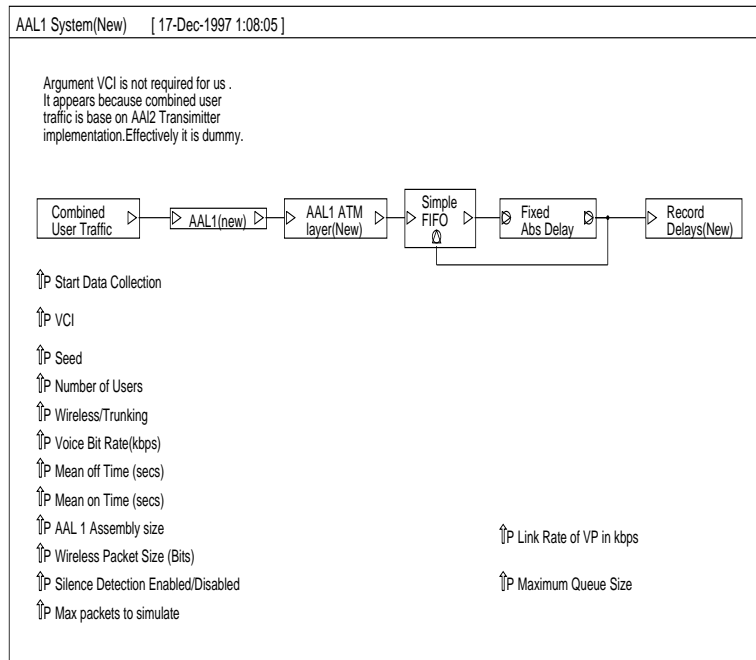 AAL1 System(New) [ 17-Dec-1997 1:08:05 ]
Argument VCI is not required for us .
It appears because combined user
traffic is base on AAl2 Transimitter
implementation.Effectively it is dummy.
Combined
User Traffic
AAL1(new)
AAL1 ATM
layer(New)
Simple
FIFO
Fixed
Abs Delay
Record
Delays(New)
⇑P Start Data Collection
⇑P VCI
⇑P Seed
⇑P Number of Users
⇑P Wireless/Trunking
⇑P Voice Bit Rate(kbps)
⇑P Mean off Time (secs)
⇑P Mean on Time (secs)
⇑P AAL 1 Assembly size
⇑P Wireless Packet Size (Bits)
⇑P Silence Detection Enabled/Disabled
⇑P Max packets to simulate
⇑P Link Rate of VP in kbps
⇑P Maximum Queue Size